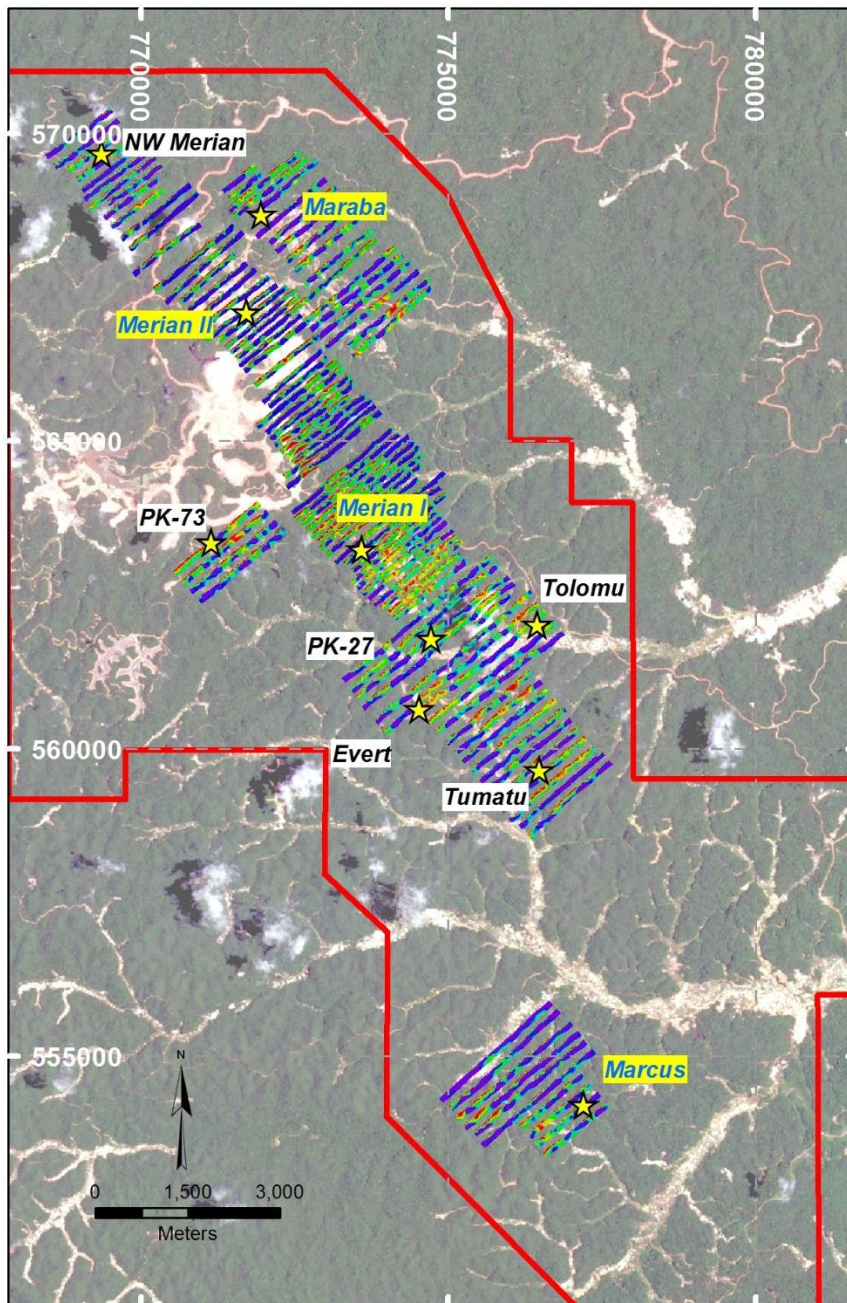 770000
775000
780000
570000
NW Merian
Maraba
Merian II
565000
Merian I
PK-73
Tolomu
PK-27
560000
Evert
Tumatu
555000
Marcus
N
0 1,500 3,000
Meters